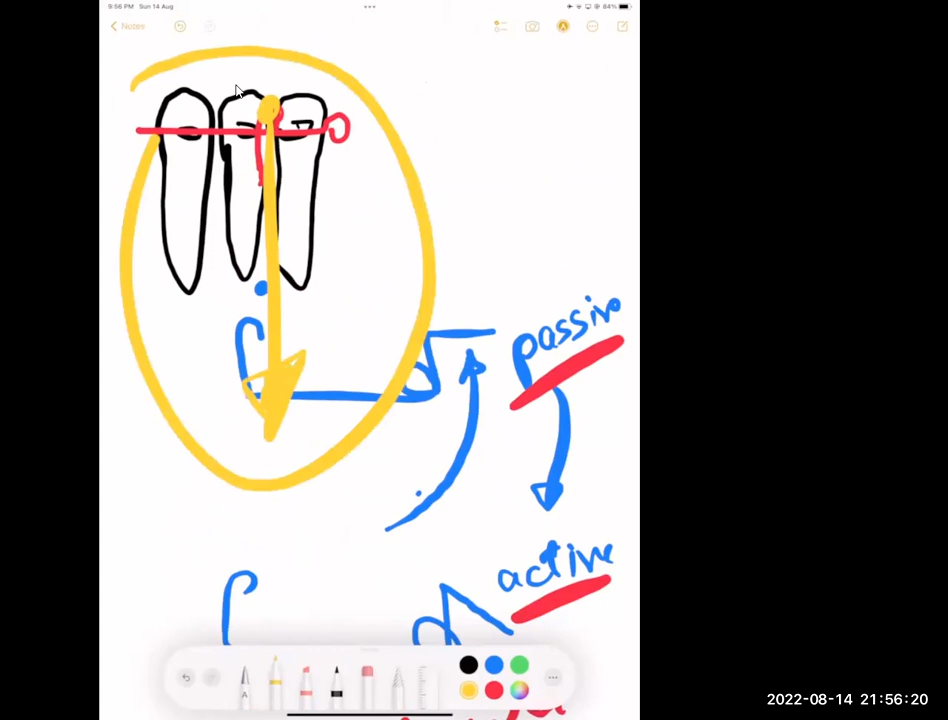 9:56 PM Sun 14 Aug
84%
Notes
passive
active
A
2022-08-14 21:56:20